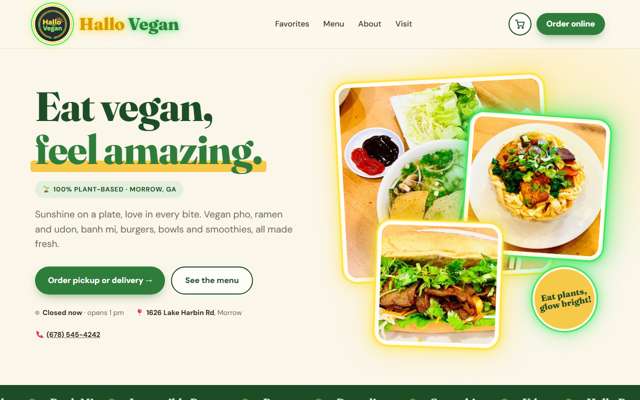 Hallo Vegan
Hallo Vegan
Favorites
Menu
About
Visit
Order online
Eat vegan,
feel amazing.
100% PLANT-BASED · MORROW, GA
Sunshine on a plate, love in every bite. Vegan pho, ramen
and udon, banh mi, burgers, bowls and smoothies, all made
fresh.
Order pickup or delivery →
See the menu
Closed now · opens 1 pm
1626 Lake Harbin Rd, Morrow
(678) 545-4242
Eat plants,
glow bright!